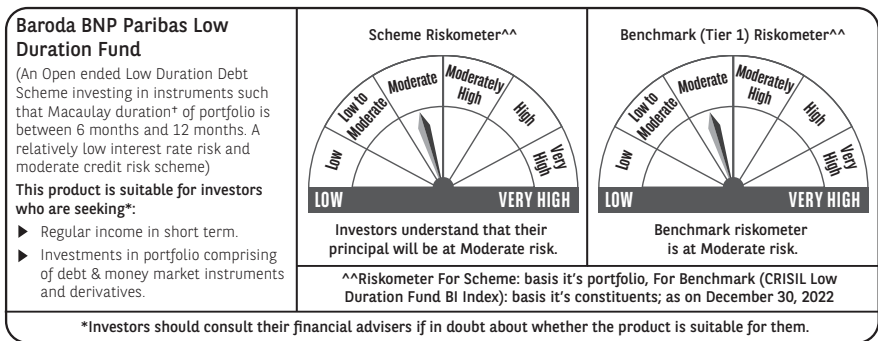 Baroda BNP Paribas Low
Duration Fund
(An Open ended Low Duration Debt
Scheme investing in instruments such
that Macaulay duration† of portfolio is
between 6 months and 12 months. A
relatively low interest rate risk and
moderate credit risk scheme)
This product is suitable for investors
who are seeking*:
▶ Regular income in short term.
▶ Investments in portfolio comprising
of debt & money market instruments
and derivatives.
Scheme Riskometer^^
Low
Low to
Moderate
Moderate
Moderately
High
High
Very
High
LOW VERY HIGH
Investors understand that their
principal will be at Moderate risk.
Benchmark (Tier 1) Riskometer^^
Low
Low to
Moderate
Moderate
Moderately
High
High
Very
High
LOW VERY HIGH
Benchmark riskometer
is at Moderate risk.
^^Riskometer For Scheme: basis it's portfolio, For Benchmark (CRISIL Low
Duration Fund BI Index): basis it's constituents; as on December 30, 2022
*Investors should consult their financial advisers if in doubt about whether the product is suitable for them.